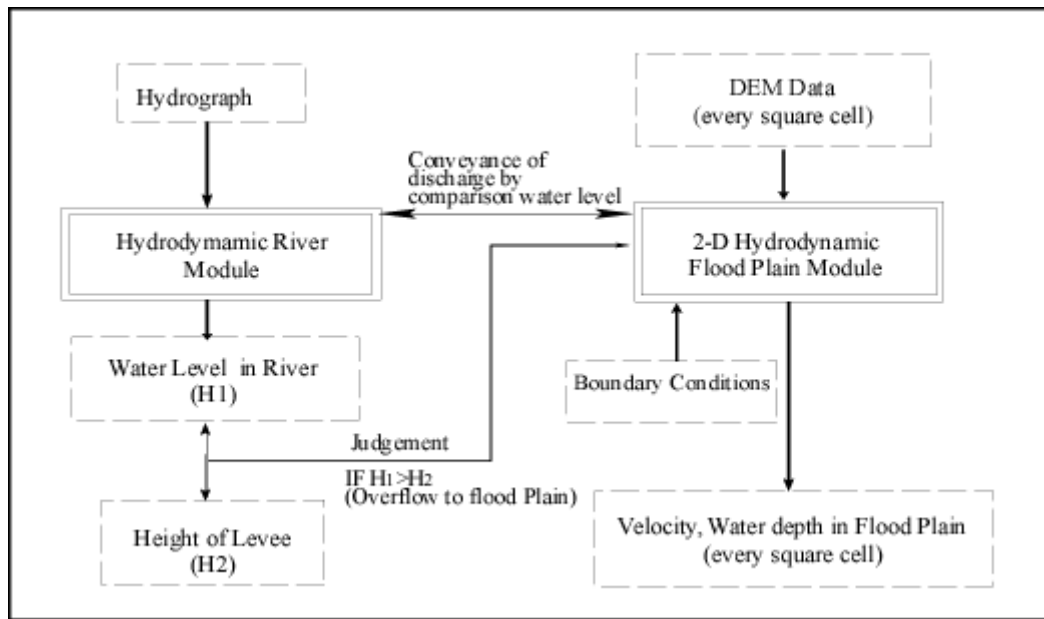 Hydrograph
DEM Data
(every square cell)
Conveyance of
discharge by
comparison water level
Hydrodymamic River
Module
2-D Hydrodynamic
Flood Plain Module
Water Level in River
(H1)
Boundary Conditions
Judgement
IF H1 >H2
(Overflow to flood Plain)
Height of Levee
(H2)
Velocity, Water depth in Flood Plain
(every square cell)